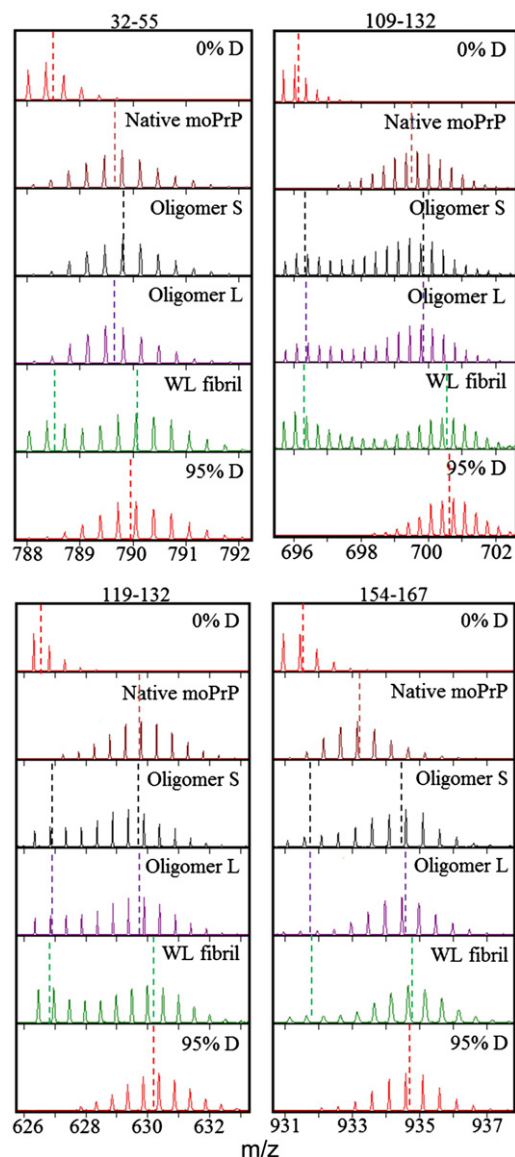 32-55
109-132
0% D
0% D
Native moPrP
Native moPrP
Oligomer S
Oligomer S
Oligomer L
Oligomer L
WL fibril
WL fibril
95% D
95% D
788 789 790 791 792
696 698 700 702
119-132
154-167
0% D
0% D
Native moPrP
Native moPrP
Oligomer S
Oligomer S
Oligomer L
Oligomer L
WL fibril
WL fibril
95% D
95% D
626 628 630 632
931 933 935 937
m/z